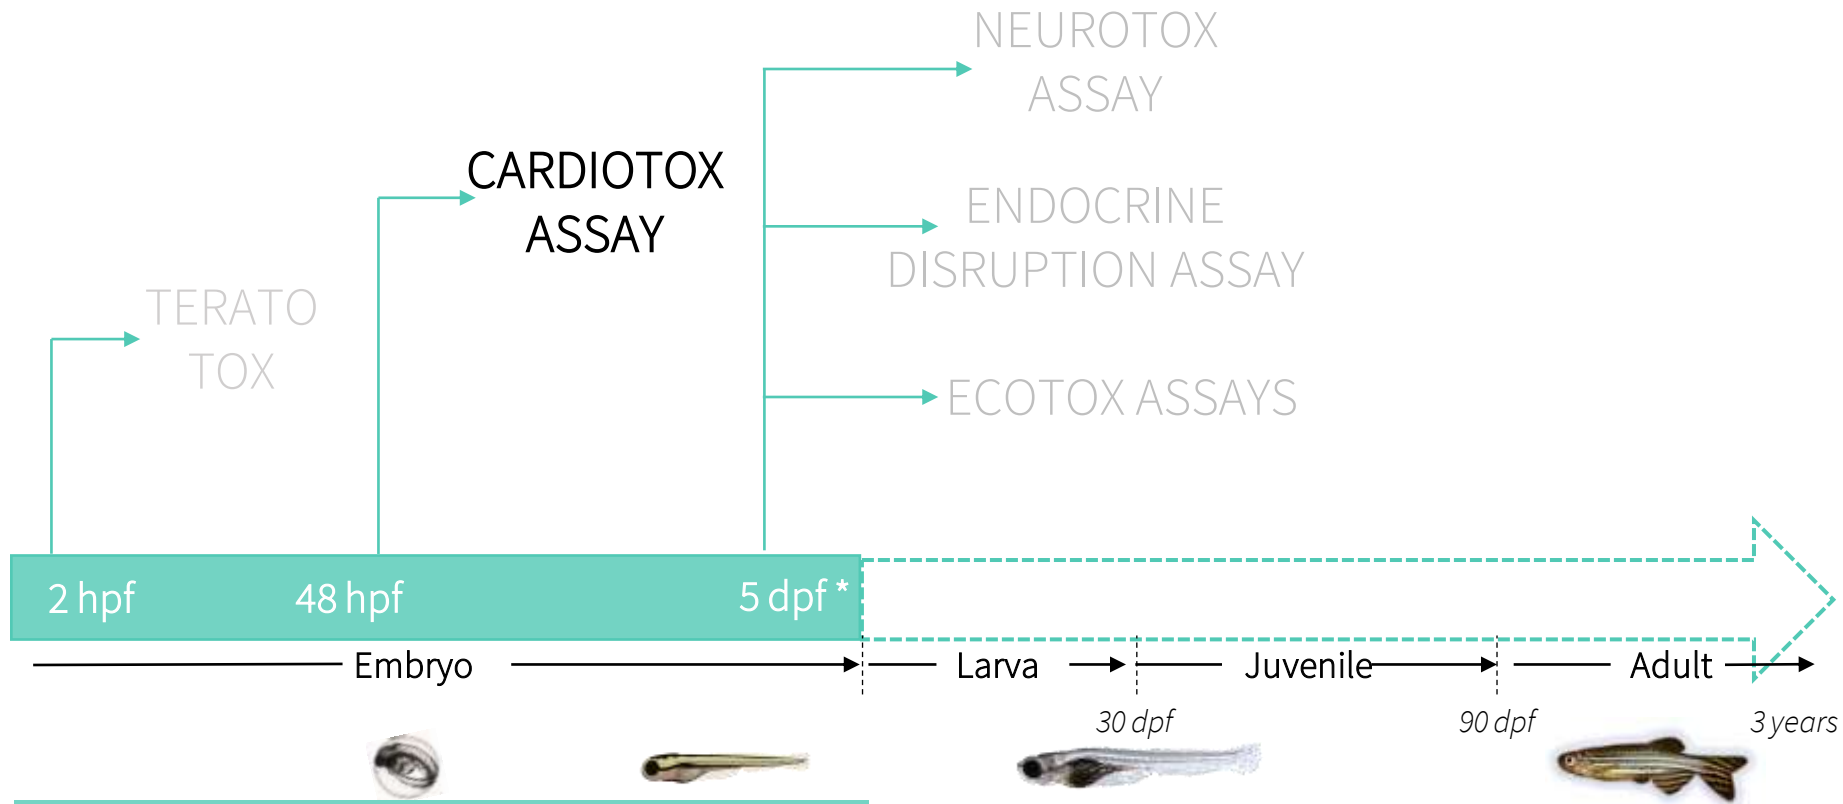 NEUROTOX
ASSAY
CARDIOTOX
ASSAY
ENDOCRINE
DISRUPTION ASSAY
TERATO
TOX
ECOTOX ASSAYS
2 hpf
48 hpf
5 dpf *
Embryo
Larva
Juvenile
Adult
30 dpf
90 dpf
3 years